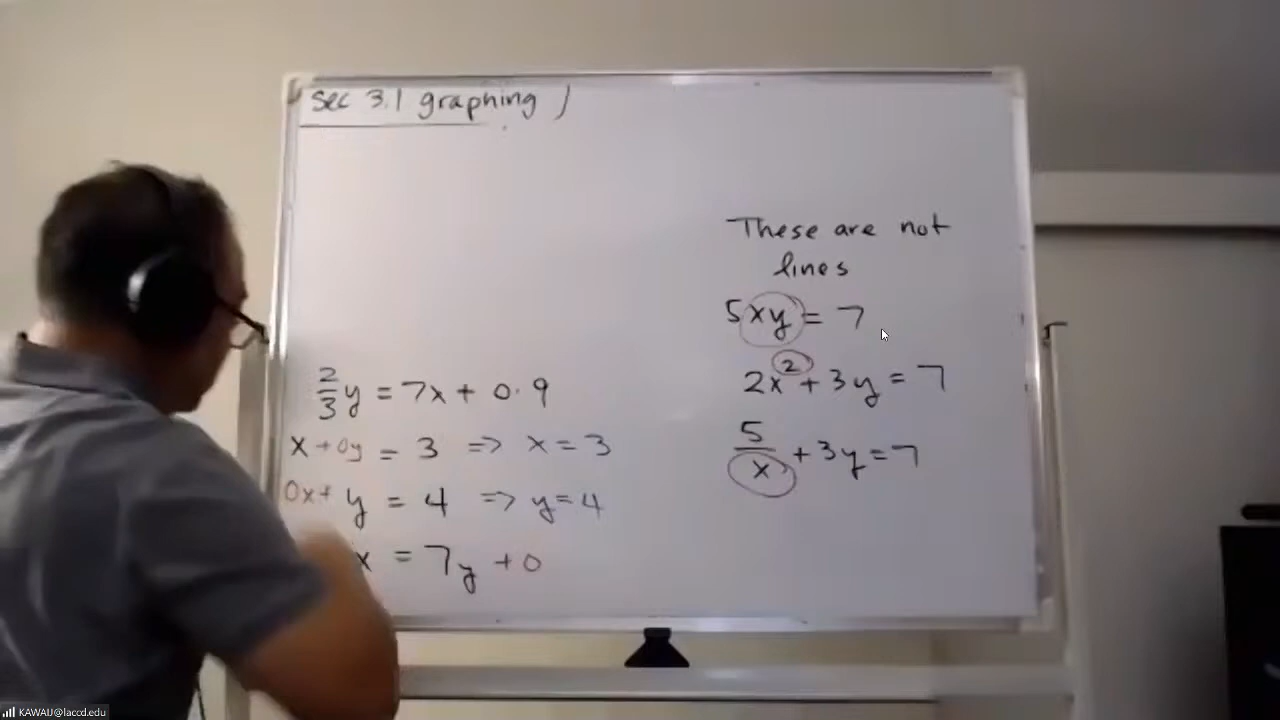 sec 3.1 graphing )
2/3 y = 7x + 0.9
x + 0y = 3 => x = 3
0x + y = 4 => y = 4
x = 7y + 0
These are not
lines
5xy = 7
2x² + 3y = 7
5/x + 3y = 7
KAWAIJ@laccd.edu